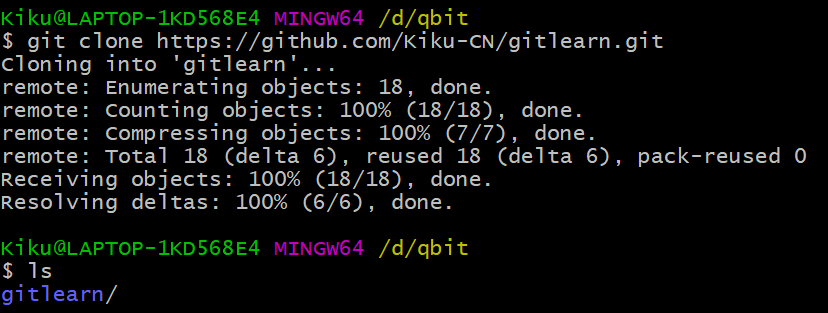 Kiku@LAPTOP-1KD568E4 MINGW64 /d/qbit
$ git clone https://github.com/Kiku-CN/gitlearn.git
Cloning into 'gitlearn'...
remote: Enumerating objects: 18, done.
remote: Counting objects: 100% (18/18), done.
remote: Compressing objects: 100% (7/7), done.
remote: Total 18 (delta 6), reused 18 (delta 6), pack-reused 0
Receiving objects: 100% (18/18), done.
Resolving deltas: 100% (6/6), done.
Kiku@LAPTOP-1KD568E4 MINGW64 /d/qbit
$ ls
gitlearn/